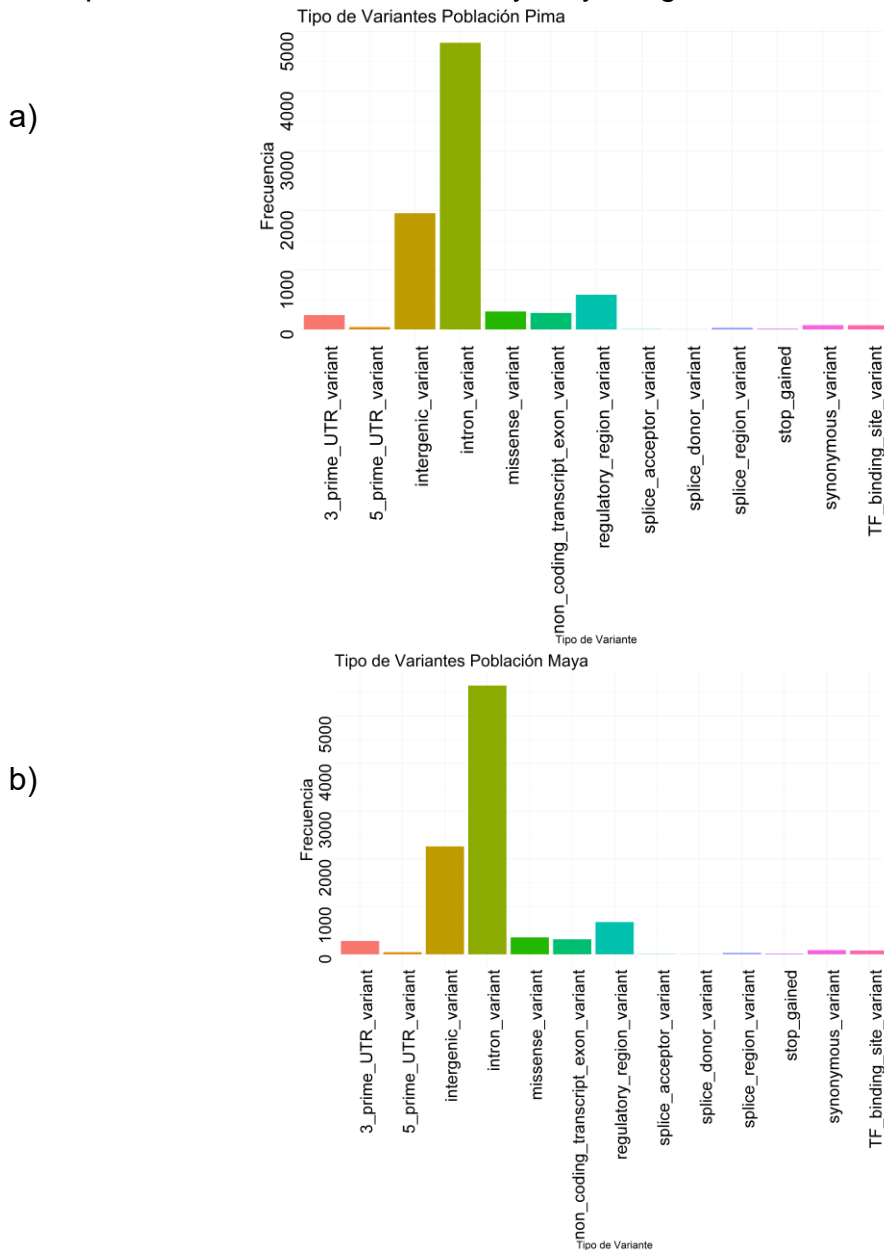 Tipo de Variantes Población Pima
a)
Frecuencia
5000
4000
3000
2000
1000
0
3_prime_UTR_variant
5_prime_UTR_variant
intergenic_variant
intron_variant
missense_variant
non_coding_transcript_exon_variant
regulatory_region_variant
splice_acceptor_variant
splice_donor_variant
splice_region_variant
stop_gained
synonymous_variant
TF_binding_site_variant
Tipo de Variante
Tipo de Variantes Población Maya
b)
Frecuencia
5000
4000
3000
2000
1000
0
3_prime_UTR_variant
5_prime_UTR_variant
intergenic_variant
intron_variant
missense_variant
non_coding_transcript_exon_variant
regulatory_region_variant
splice_acceptor_variant
splice_donor_variant
splice_region_variant
stop_gained
synonymous_variant
TF_binding_site_variant
Tipo de Variante